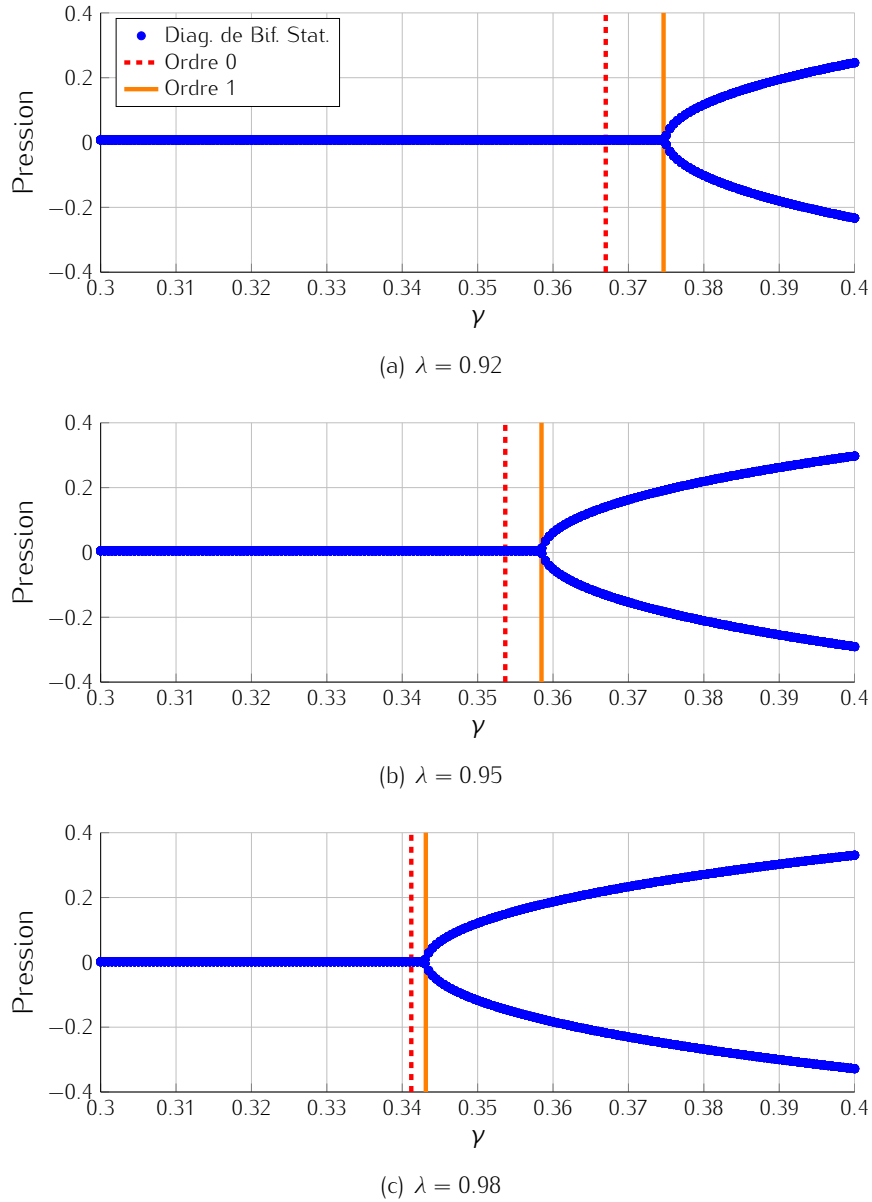 0.4
Diag. de Bif. Stat.
Ordre 0
Ordre 1
0.2
0
−0.2
−0.4
Pression
0.3 0.31 0.32 0.33 0.34 0.35 0.36 0.37 0.38 0.39 0.4
γ
(a) λ = 0.92
0.4
0.2
0
−0.2
−0.4
Pression
0.3 0.31 0.32 0.33 0.34 0.35 0.36 0.37 0.38 0.39 0.4
γ
(b) λ = 0.95
0.4
0.2
0
−0.2
−0.4
Pression
0.3 0.31 0.32 0.33 0.34 0.35 0.36 0.37 0.38 0.39 0.4
γ
(c) λ = 0.98